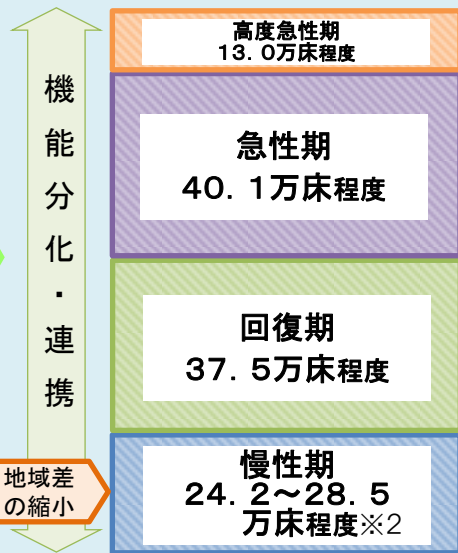 機能分化・連携
高度急性期
13.0万床程度
急性期
40.1万床程度
回復期
37.5万床程度
地域差
の縮小
慢性期
24.2～28.5
万床程度※2